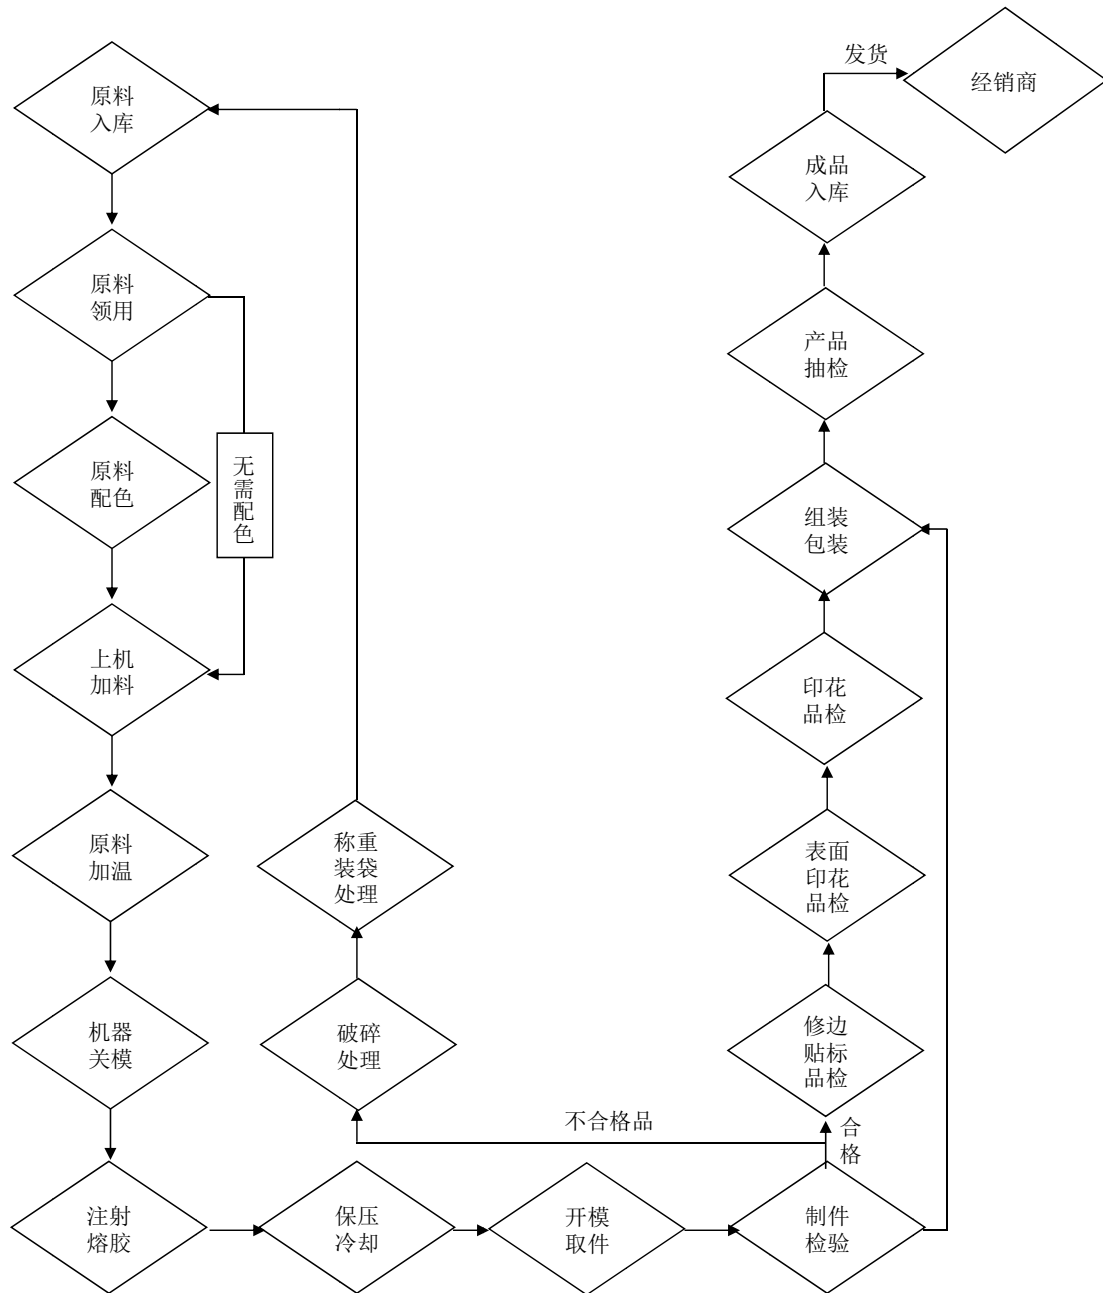 发货
经销商
原料
入库
成品
入库
原料
领用
产品
抽检
原料
配色
无
需
配
色
组装
包装
上机
加料
印花
品检
原料
加温
称重
装袋
处理
表面
印花
品检
机器
关模
破碎
处理
修边
贴标
品检
不合格品
合
格
注射
熔胶
保压
冷却
开模
取件
制件
检验